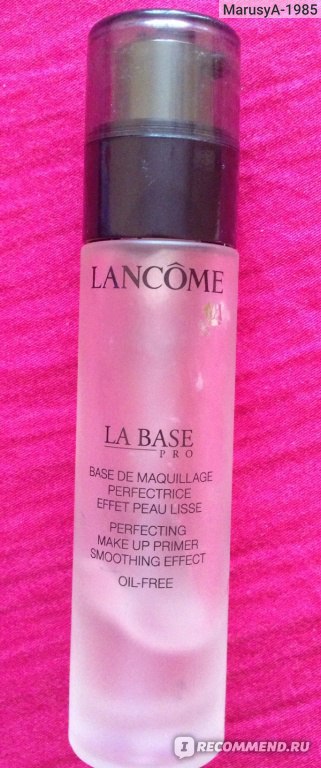 MarusyA-1985
LANCÔME
LA BASE
PRO
BASE DE MAQUILLAGE
PERFECTRICE
EFFET PEAU LISSE
PERFECTING
MAKE UP PRIMER
SMOOTHING EFFECT
OIL-FREE
I RECOMMEND.RU